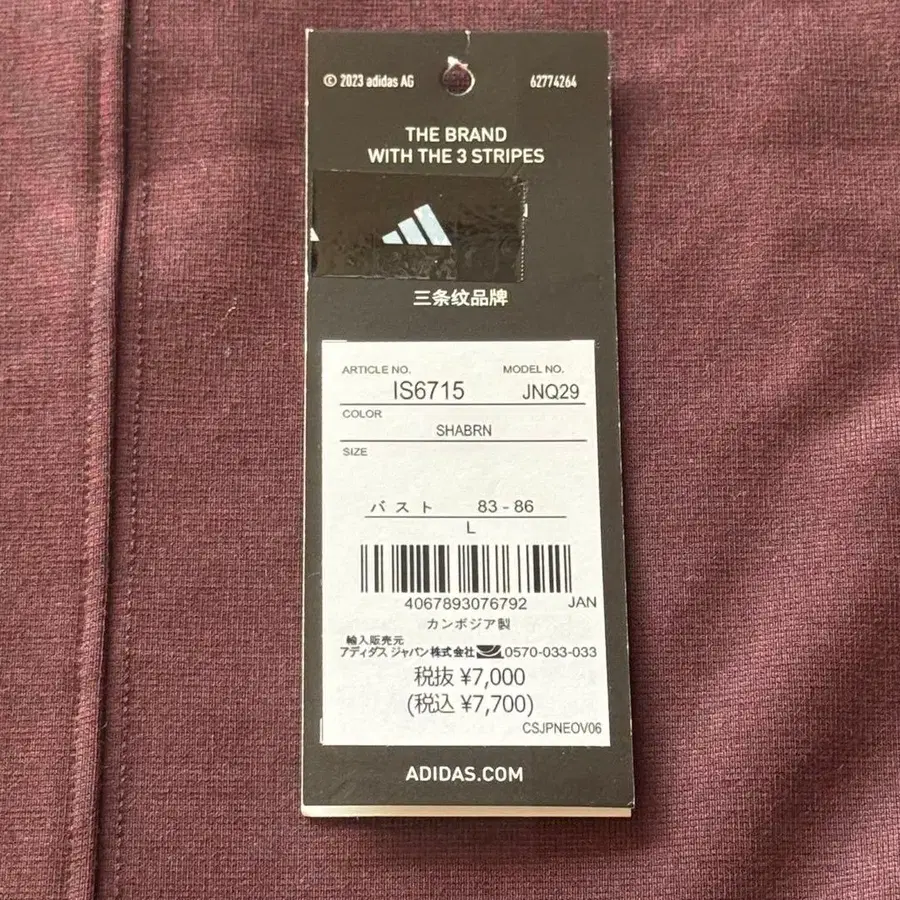 © 2023 adidas AG 62774264
THE BRAND
WITH THE 3 STRIPES
三条纹品牌
ARTICLE NO. MODEL NO.
IS6715 JNQ29
COLOR
SHABRN
SIZE
バスト 83 - 86
L
4067893076792 JAN
カンボジア製
輸入販売元
アディダス ジャパン株式会社 0570-033-033
税抜 ¥7,000
(税込 ¥7,700)
CSJPNEOV06
ADIDAS.COM